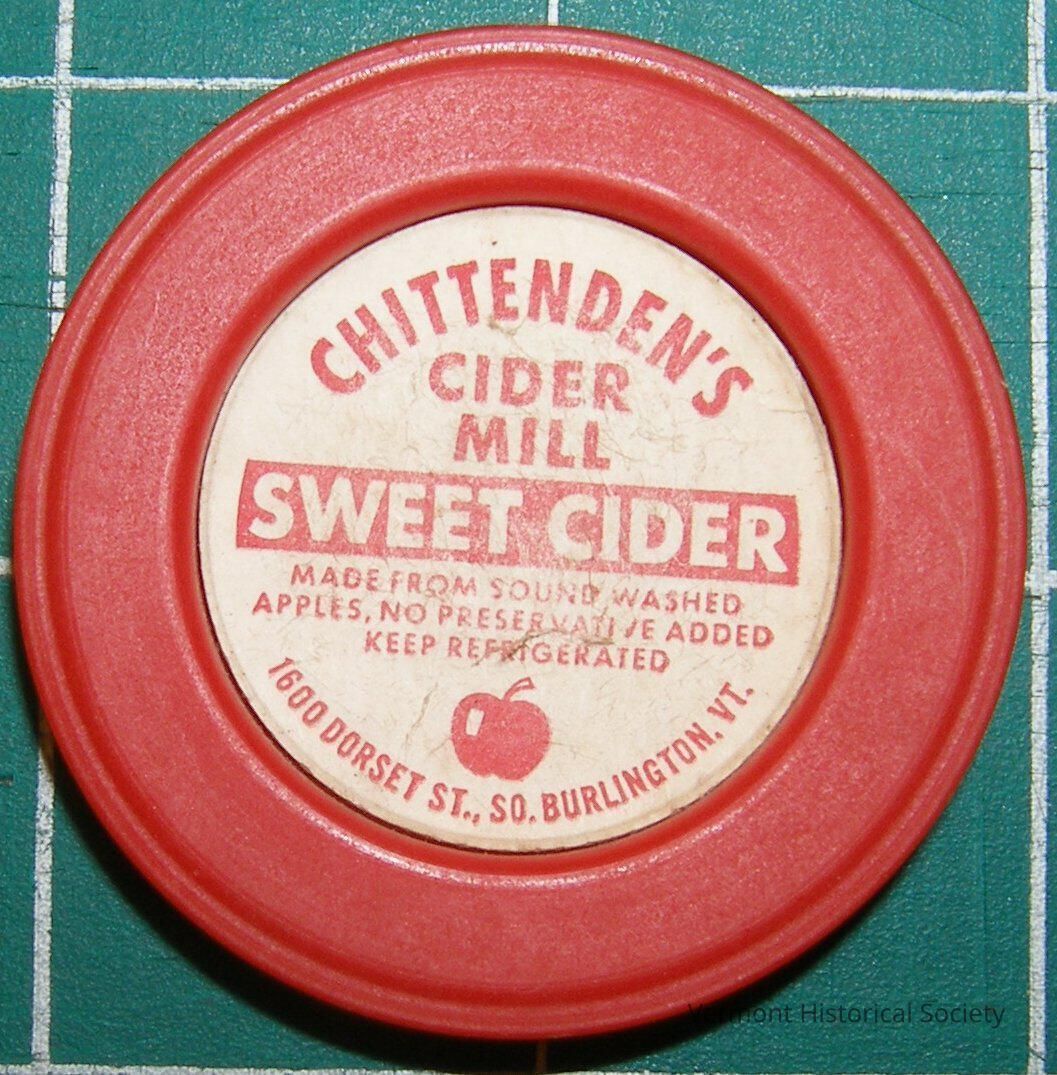 CHITTENDEN'S
CIDER
MILL
SWEET CIDER
MADE FROM SOUND WASHED
APPLES, NO PRESERVATIVE ADDED
KEEP REFRIGERATED
1600 DORSET ST., SO. BURLINGTON, VT.
Vermont Historical Society